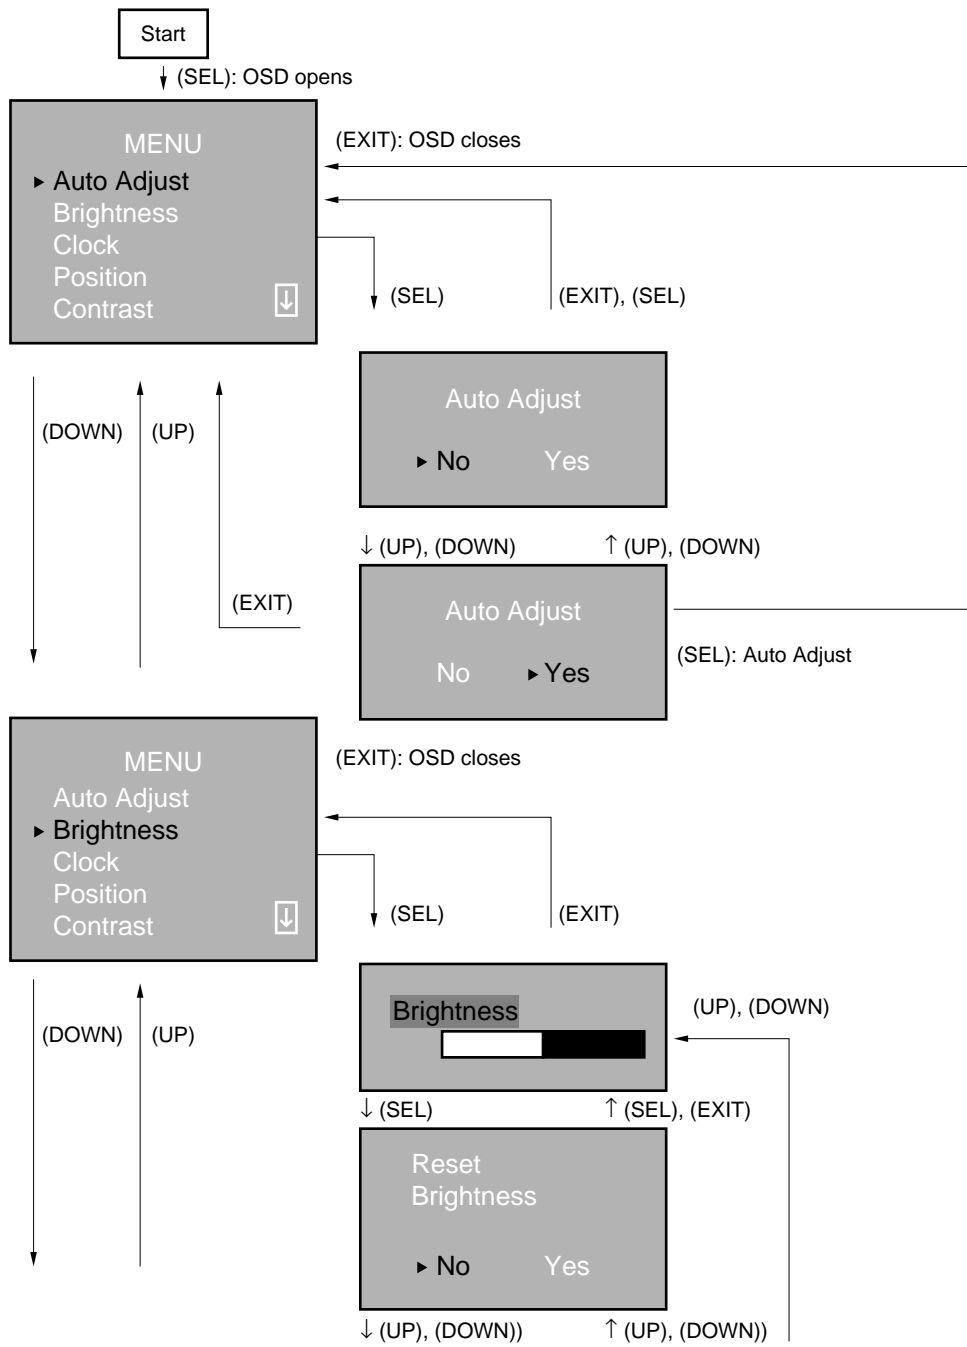 Start
(SEL): OSD opens
MENU
Auto Adjust
Brightness
Clock
Position
Contrast
(EXIT): OSD closes
(SEL)
(EXIT), (SEL)
Auto Adjust
No Yes
(DOWN)
(UP)
↓ (UP), (DOWN) ↑ (UP), (DOWN)
(EXIT)
Auto Adjust
No Yes
(SEL): Auto Adjust
MENU
Auto Adjust
Brightness
Clock
Position
Contrast
(EXIT): OSD closes
(SEL)
(EXIT)
Brightness
(UP), (DOWN)
(DOWN)
(UP)
↓ (SEL) ↑ (SEL), (EXIT)
Reset
Brightness
No Yes
↓ (UP), (DOWN)) ↑ (UP), (DOWN))